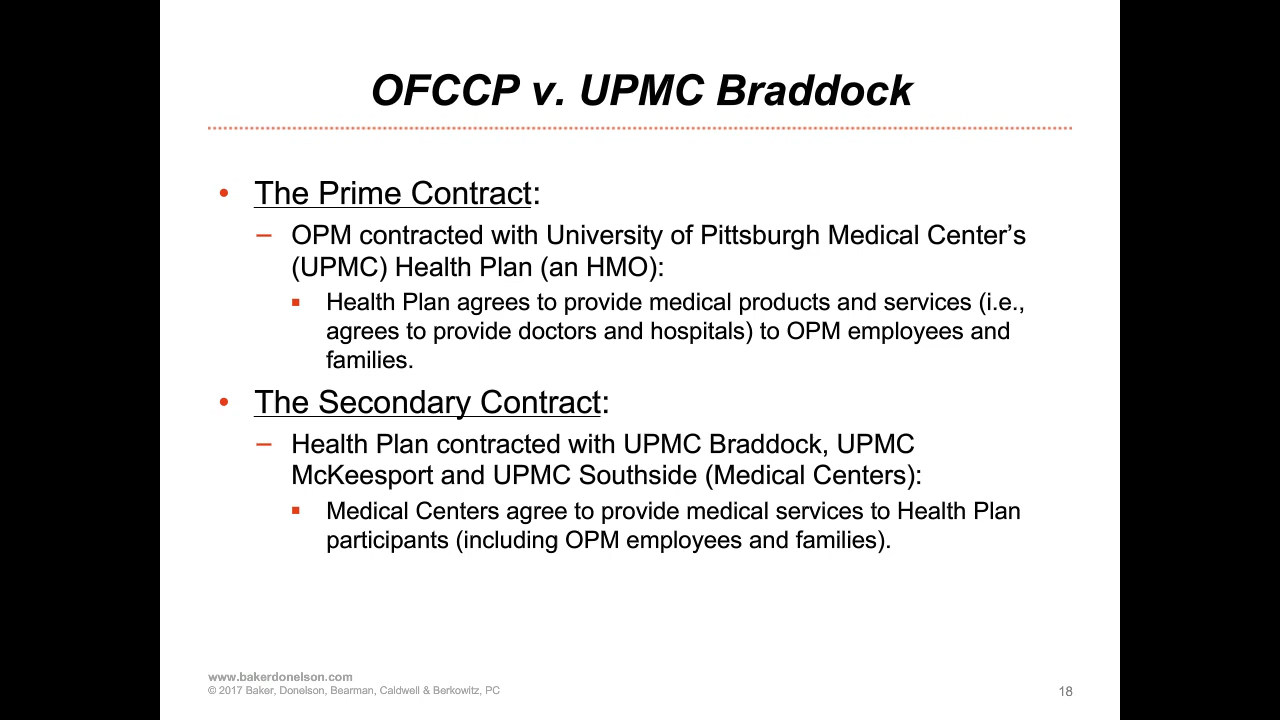 OFCCP v. UPMC Braddock
• The Prime Contract:
– OPM contracted with University of Pittsburgh Medical Center’s
(UPMC) Health Plan (an HMO):
▪ Health Plan agrees to provide medical products and services (i.e.,
agrees to provide doctors and hospitals) to OPM employees and
families.
• The Secondary Contract:
– Health Plan contracted with UPMC Braddock, UPMC
McKeesport and UPMC Southside (Medical Centers):
▪ Medical Centers agree to provide medical services to Health Plan
participants (including OPM employees and families).
www.bakerdonelson.com
© 2017 Baker, Donelson, Bearman, Caldwell & Berkowitz, PC
18